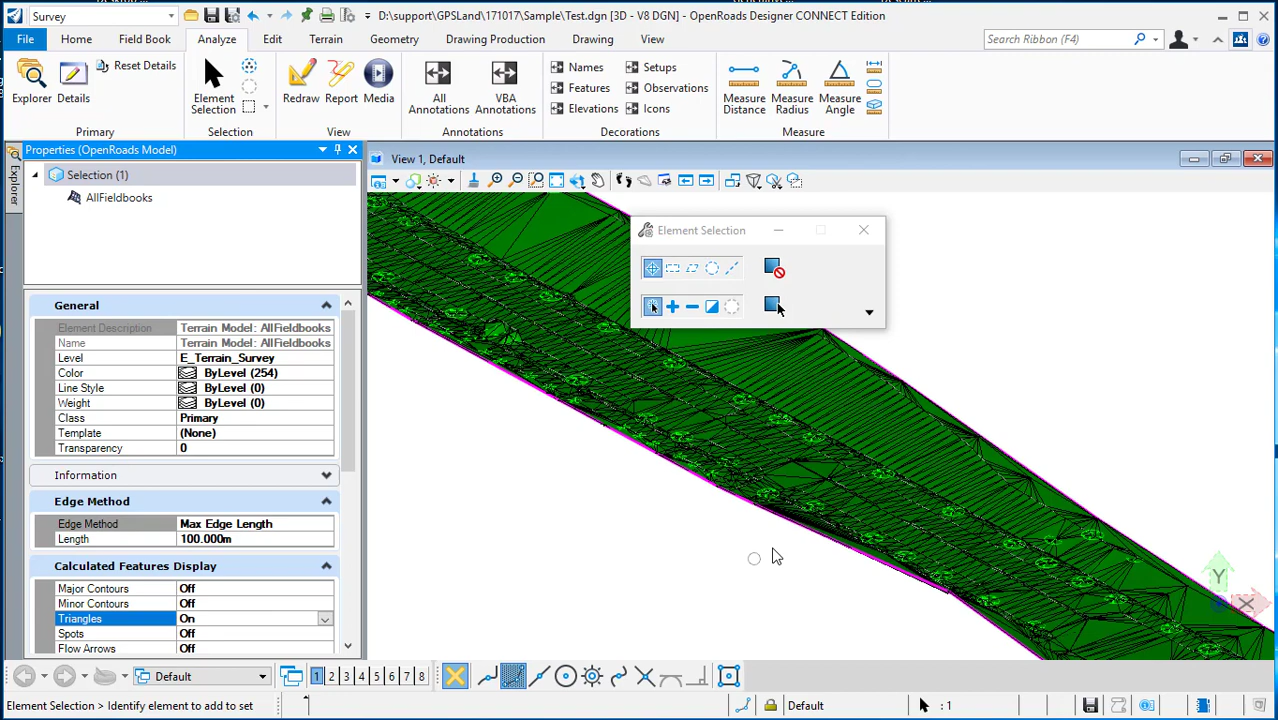 Survey
D:\support\GPSLand\171017\Sample\Test.dgn [3D - V8 DGN] - OpenRoads Designer CONNECT Edition
File Home Field Book Analyze Edit Terrain Geometry Drawing Production Drawing View Search Ribbon (F4)
Explorer
Details
Reset Details
Primary
Element Selection
Selection
Redraw
Report
Media
View
All Annotations
VBA Annotations
Annotations
Names
Features
Elevations
Setups
Observations
Icons
Decorations
Measure Distance
Measure Radius
Measure Angle
Measure
Explorer
Properties (OpenRoads Model)
Selection (1)
AllFieldbooks
General
Element Description Terrain Model: AllFieldbooks
Name Terrain Model: AllFieldbooks
Level E_Terrain_Survey
Color ByLevel (254)
Line Style ByLevel (0)
Weight ByLevel (0)
Class Primary
Template (None)
Transparency 0
Information
Edge Method
Edge Method Max Edge Length
Length 100.000m
Calculated Features Display
Major Contours Off
Minor Contours Off
Triangles On
Spots Off
Flow Arrows Off
View 1, Default
Element Selection
Y
X
Default
1 2 3 4 5 6 7 8
Element Selection > Identify element to add to set
Default
: 1